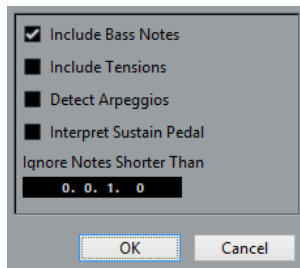 Include Bass Notes
Include Tensions
Detect Arpeggios
Interpret Sustain Pedal
Ignore Notes Shorter Than
0. 0. 1. 0
OK Cancel